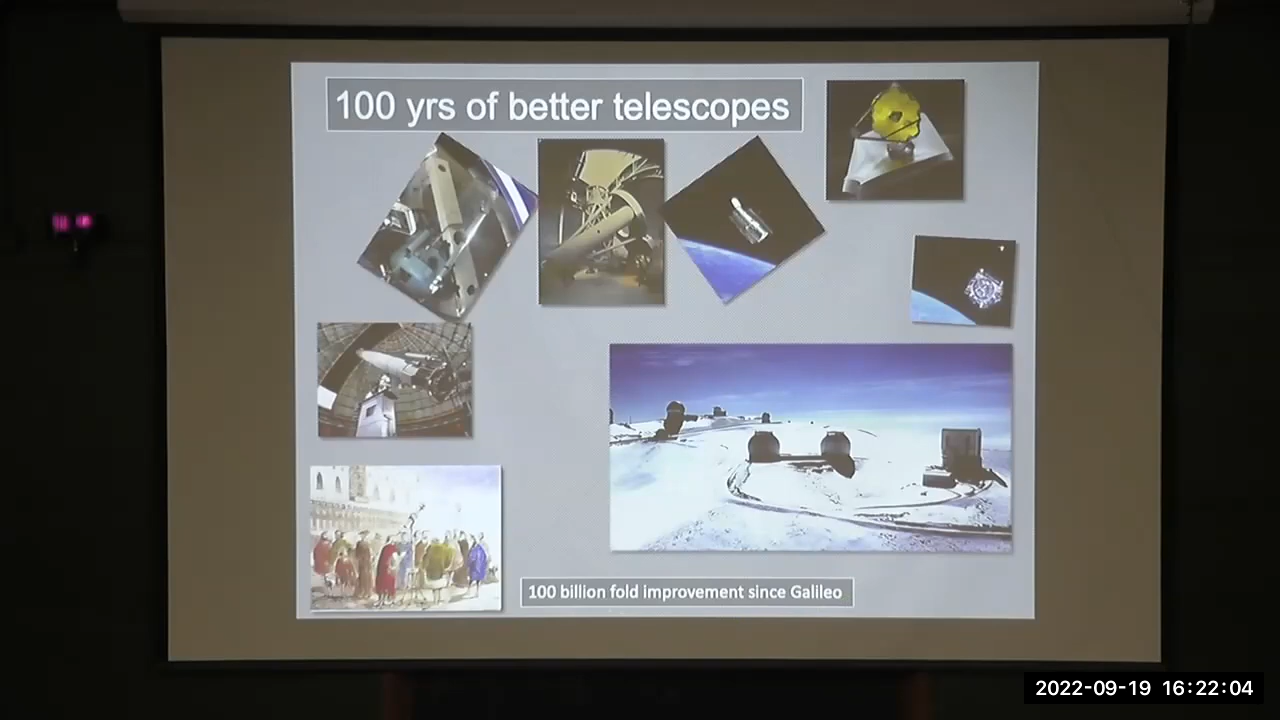 100 yrs of better telescopes
100 billion fold improvement since Galileo
2022-09-19 16:22:04